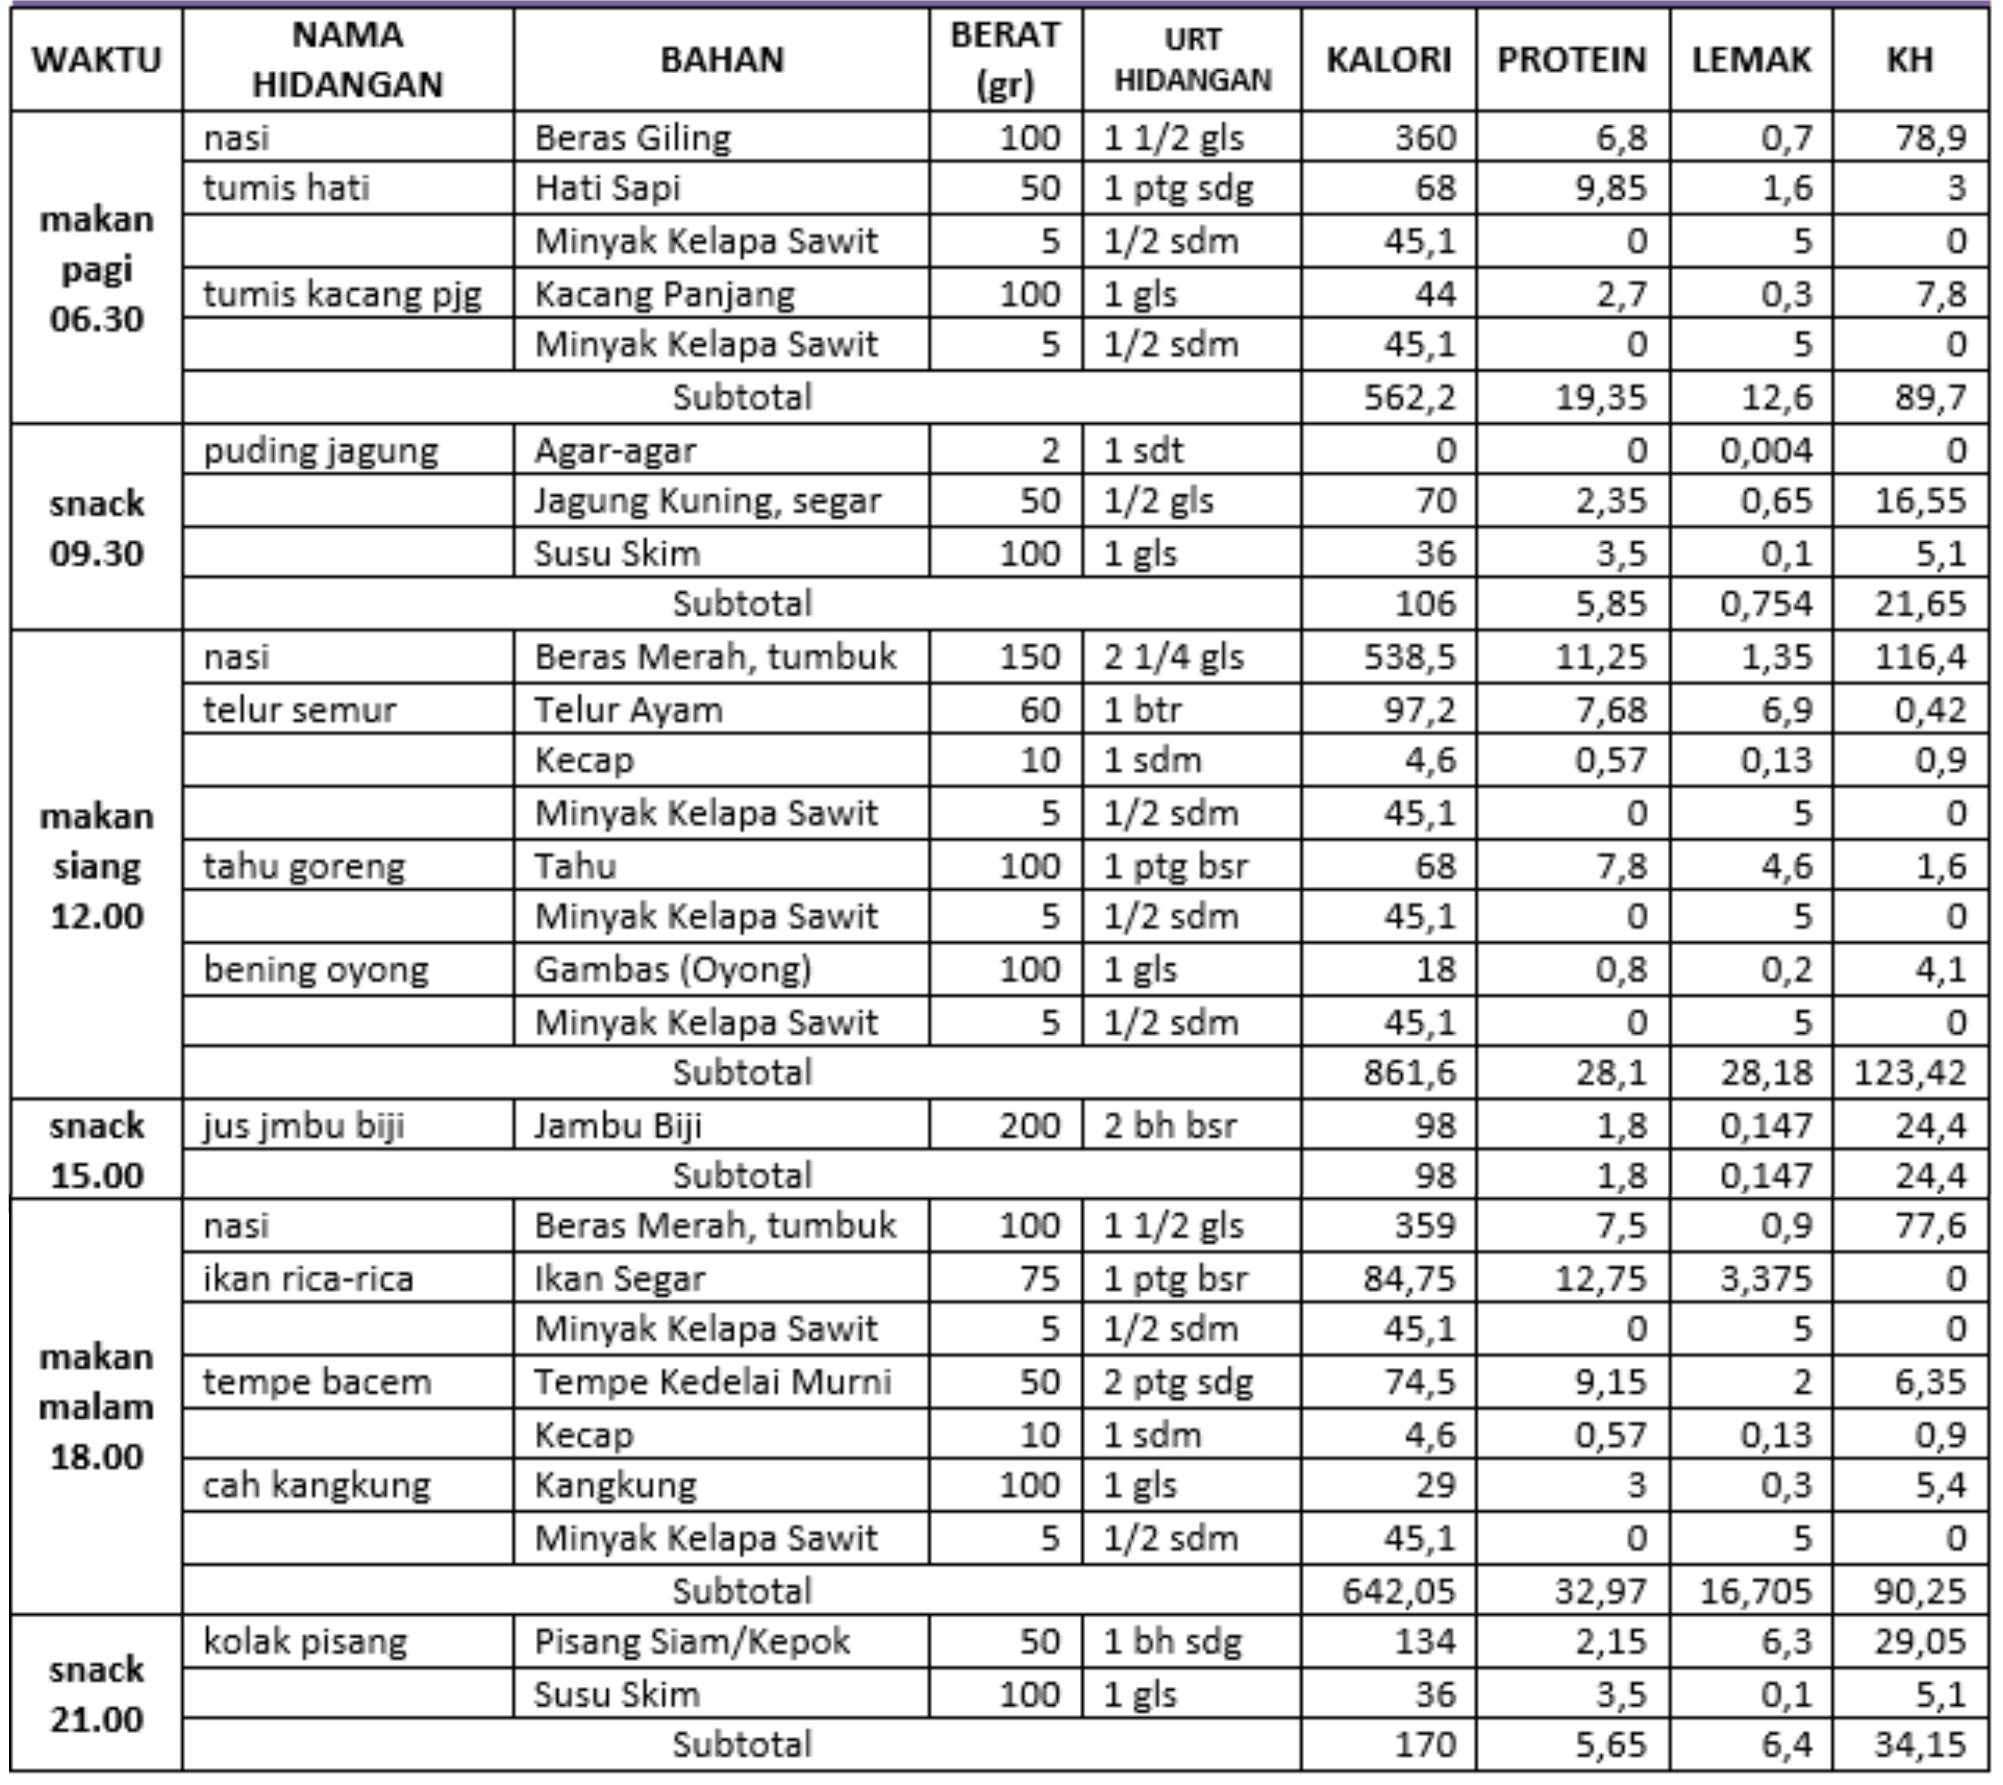 WAKTU NAMA HIDANGAN BAHAN BERAT (gr) URT HIDANGAN KALORI PROTEIN LEMAK KH
makan pagi 06.30
nasi Beras Giling 100 1 1/2 gls 360 6,8 0,7 78,9
tumis hati Hati Sapi 50 1 ptg sdg 68 9,85 1,6 3
Minyak Kelapa Sawit 5 1/2 sdm 45,1 0 5 0
tumis kacang pjg Kacang Panjang 100 1 gls 44 2,7 0,3 7,8
Minyak Kelapa Sawit 5 1/2 sdm 45,1 0 5 0
Subtotal 562,2 19,35 12,6 89,7
snack 09.30
puding jagung Agar-agar 2 1 sdt 0 0 0,004 0
Jagung Kuning, segar 50 1/2 gls 70 2,35 0,65 16,55
Susu Skim 100 1 gls 36 3,5 0,1 5,1
Subtotal 106 5,85 0,754 21,65
makan siang 12.00
nasi Beras Merah, tumbuk 150 2 1/4 gls 538,5 11,25 1,35 116,4
telur semur Telur Ayam 60 1 btr 97,2 7,68 6,9 0,42
Kecap 10 1 sdm 4,6 0,57 0,13 0,9
Minyak Kelapa Sawit 5 1/2 sdm 45,1 0 5 0
tahu goreng Tahu 100 1 ptg bsr 68 7,8 4,6 1,6
Minyak Kelapa Sawit 5 1/2 sdm 45,1 0 5 0
bening oyong Gambas (Oyong) 100 1 gls 18 0,8 0,2 4,1
Minyak Kelapa Sawit 5 1/2 sdm 45,1 0 5 0
Subtotal 861,6 28,1 28,18 123,42
snack 15.00
jus jmbu biji Jambu Biji 200 2 bh bsr 98 1,8 0,147 24,4
Subtotal 98 1,8 0,147 24,4
makan malam 18.00
nasi Beras Merah, tumbuk 100 1 1/2 gls 359 7,5 0,9 77,6
ikan rica-rica Ikan Segar 75 1 ptg bsr 84,75 12,75 3,375 0
Minyak Kelapa Sawit 5 1/2 sdm 45,1 0 5 0
tempe bacem Tempe Kedelai Murni 50 2 ptg sdg 74,5 9,15 2 6,35
Kecap 10 1 sdm 4,6 0,57 0,13 0,9
cah kangkung Kangkung 100 1 gls 29 3 0,3 5,4
Minyak Kelapa Sawit 5 1/2 sdm 45,1 0 5 0
Subtotal 642,05 32,97 16,705 90,25
snack 21.00
kolak pisang Pisang Siam/Kepok 50 1 bh sdg 134 2,15 6,3 29,05
Susu Skim 100 1 gls 36 3,5 0,1 5,1
Subtotal 170 5,65 6,4 34,15